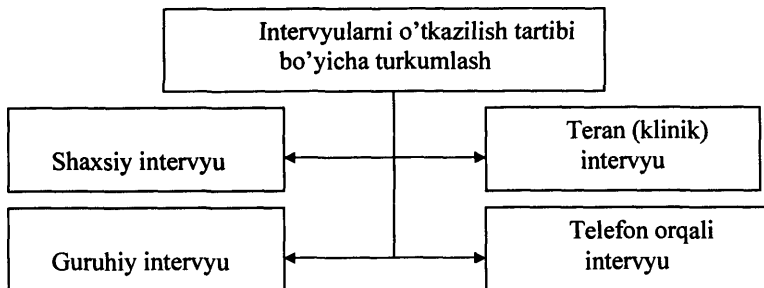 Intervyularni o’tkazilish tartibi
bo’yicha turkumlash
Shaxsiy intervyu
Teran (klinik)
intervyu
Guruhiy intervyu
Telefon orqali
intervyu